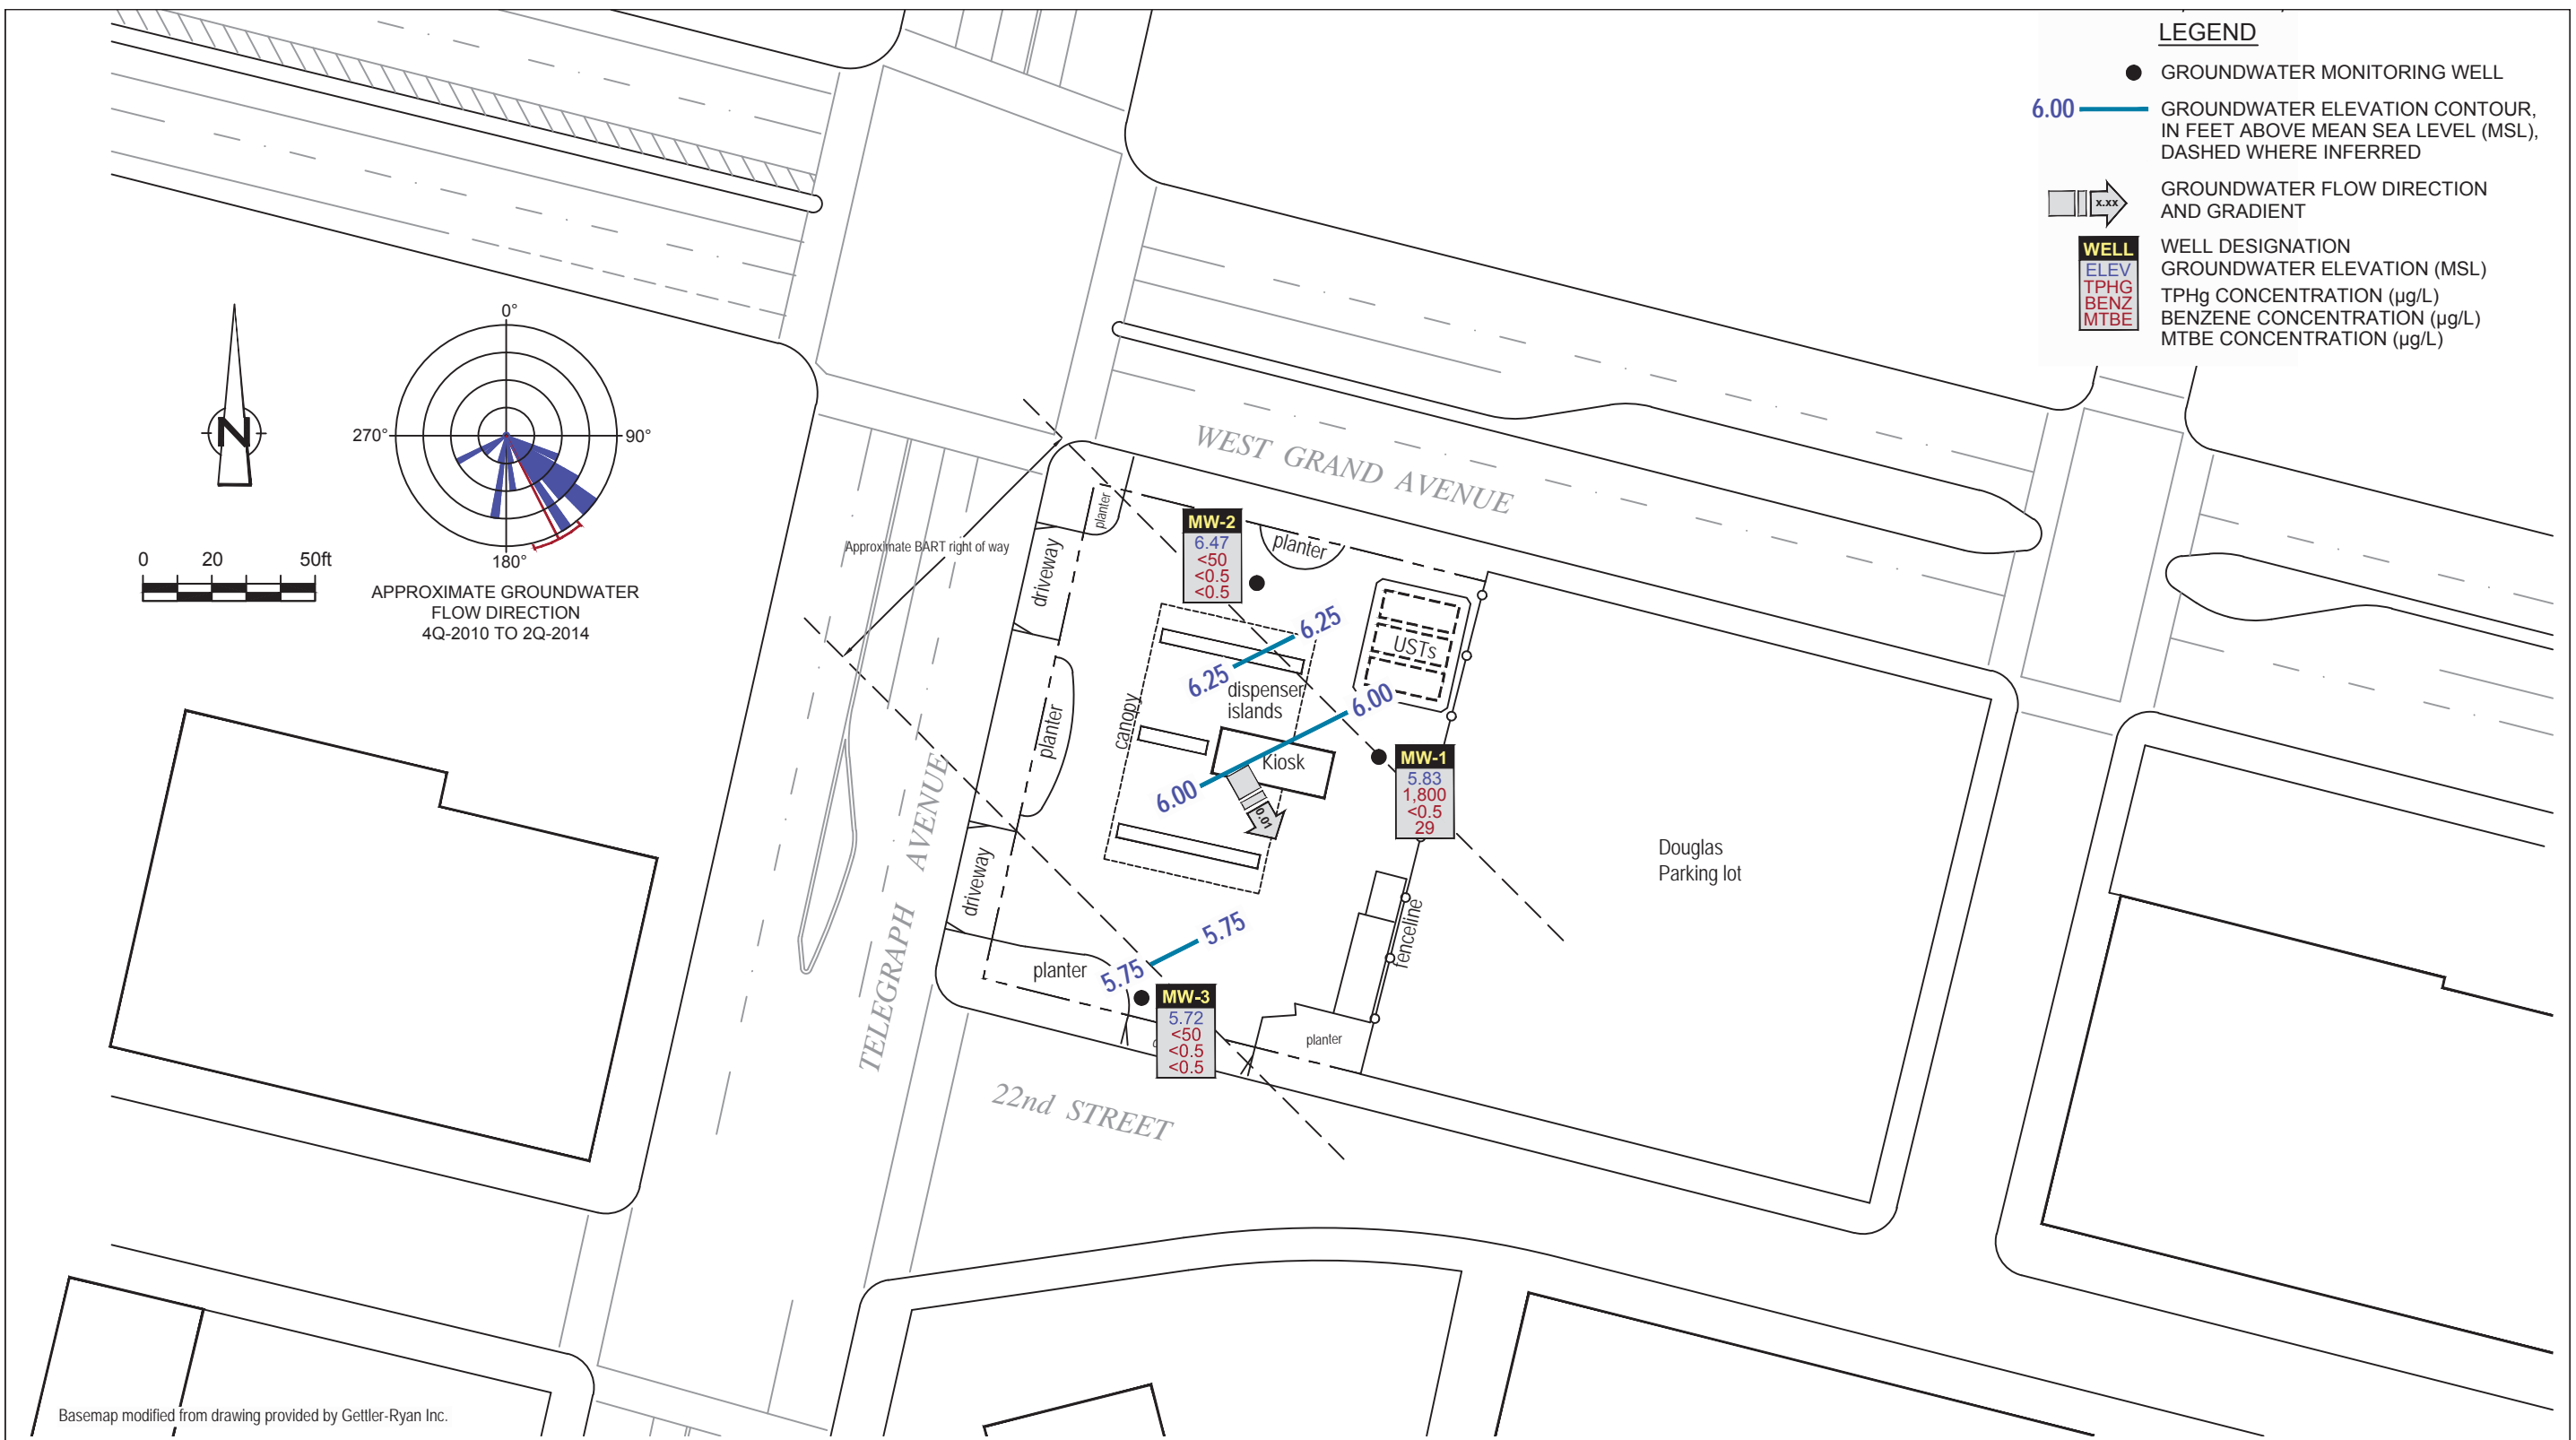 LEGEND
GROUNDWATER MONITORING WELL
6.00
GROUNDWATER ELEVATION CONTOUR,
IN FEET ABOVE MEAN SEA LEVEL (MSL),
DASHED WHERE INFERRED
x.xx
GROUNDWATER FLOW DIRECTION
AND GRADIENT
WELL
ELEV
TPHG
BENZ
MTBE
WELL DESIGNATION
GROUNDWATER ELEVATION (MSL)
TPHg CONCENTRATION (µg/L)
BENZENE CONCENTRATION (µg/L)
MTBE CONCENTRATION (µg/L)
N
0°
90°
180°
270°
0 20 50ft
APPROXIMATE GROUNDWATER
FLOW DIRECTION
4Q-2010 TO 2Q-2014
WEST GRAND AVENUE
Approximate BART right of way
planter
driveway
MW-2
6.47
<50
<0.5
<0.5
planter
USTs
6.25
6.25
dispenser
islands
canopy
planter
6.00
6.00
Kiosk
0.01
MW-1
5.83
1,800
<0.5
29
Douglas
Parking lot
TELEGRAPH AVENUE
driveway
fenceline
5.75
5.75
planter
MW-3
5.72
<50
<0.5
<0.5
planter
22nd STREET
Basemap modified from drawing provided by Gettler-Ryan Inc.